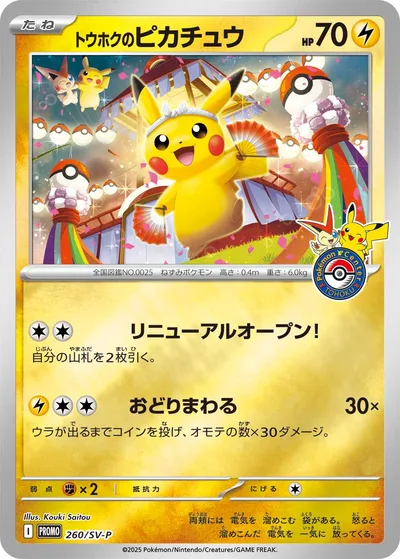 たね
トウホクのピカチュウ HP70
Pokémon Center
TOHOKU
全国図鑑NO.0025 ねずみポケモン 高さ:0.4m 重さ:6.0kg
リニューアルオープン!
自分の山札を2枚引く。
おどりまわる 30×
ウラが出るまでコインを投げ、オモテの数×30ダメージ。
弱点 ×2 抵抗力 にげる
Illus. Kouki Saitou
I PROMO 260/SV-P
両頬には 電気を 溜めこむ 袋がある。 怒ると
溜めこんだ 電気を 一気に 放ってくる。
©2025 Pokémon/Nintendo/Creatures/GAME FREAK.